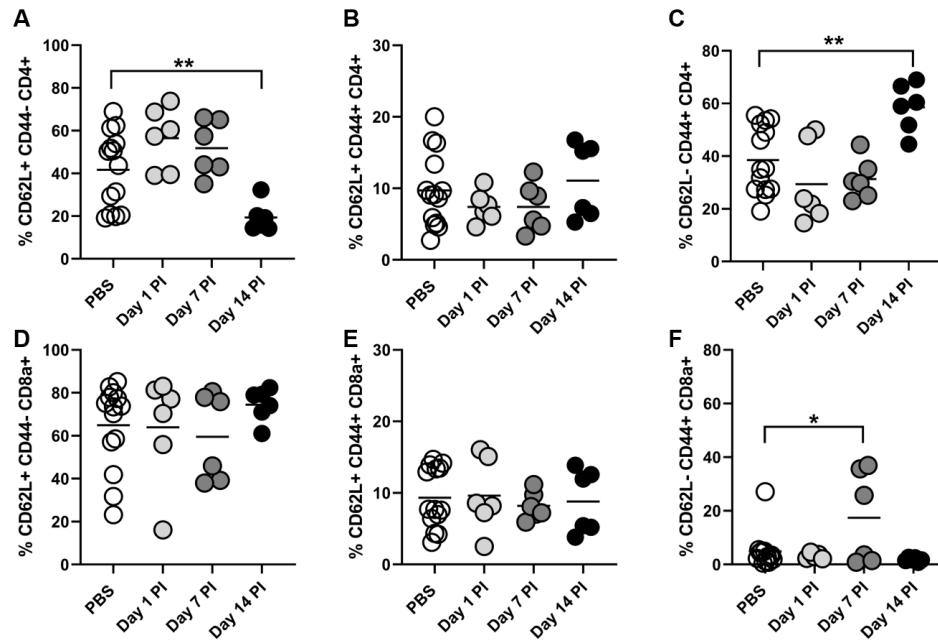 A
% CD62L+ CD44- CD4+
100
80
60
40
20
0
**
PBS
Day 1 PI
Day 7 PI
Day 14 PI
B
% CD62L+ CD44+ CD4+
30
20
10
0
PBS
Day 1 PI
Day 7 PI
Day 14 PI
C
% CD62L- CD44+ CD4+
80
60
40
20
0
**
PBS
Day 1 PI
Day 7 PI
Day 14 PI
D
% CD62L+ CD44- CD8a+
100
80
60
40
20
0
PBS
Day 1 PI
Day 7 PI
Day 14 PI
E
% CD62L+ CD44+ CD8a+
30
20
10
0
PBS
Day 1 PI
Day 7 PI
Day 14 PI
F
% CD62L- CD44+ CD8a+
80
60
40
20
0
*
PBS
Day 1 PI
Day 7 PI
Day 14 PI